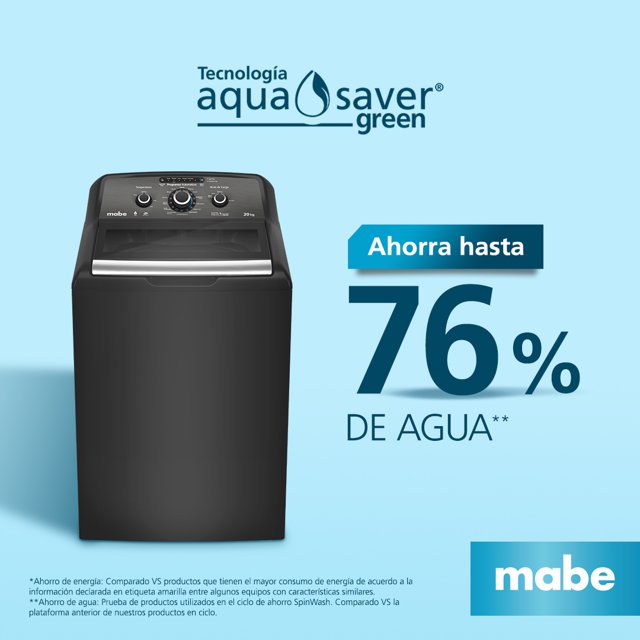 Tecnología
aqua saver®
green
mabe
20 kg
Ahorra hasta
76%
DE AGUA**
*Ahorro de energía: Comparado VS productos que tienen el mayor consumo de energía de acuerdo a la
información declarada en etiqueta amarilla entre algunos equipos con características similares.
**Ahorro de agua: Prueba de productos utilizados en el ciclo de ahorro SpinWash. Comparado VS la
plataforma anterior de nuestros productos en ciclo.
mabe